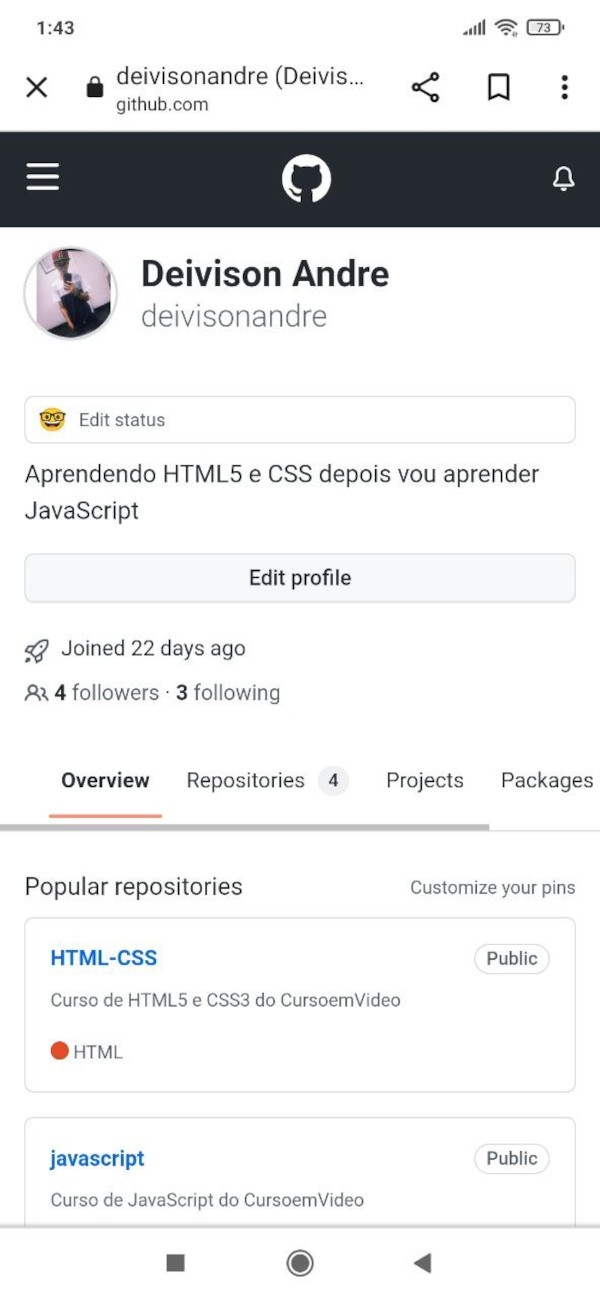 1:43
73
deivisonandre (Deivis...
github.com
Deivison Andre
deivisonandre
Edit status
Aprendendo HTML5 e CSS depois vou aprender
JavaScript
Edit profile
Joined 22 days ago
4 followers · 3 following
Overview Repositories 4 Projects Packages
Popular repositories Customize your pins
HTML-CSS Public
Curso de HTML5 e CSS3 do CursoemVideo
HTML
javascript Public
Curso de JavaScript do CursoemVideo